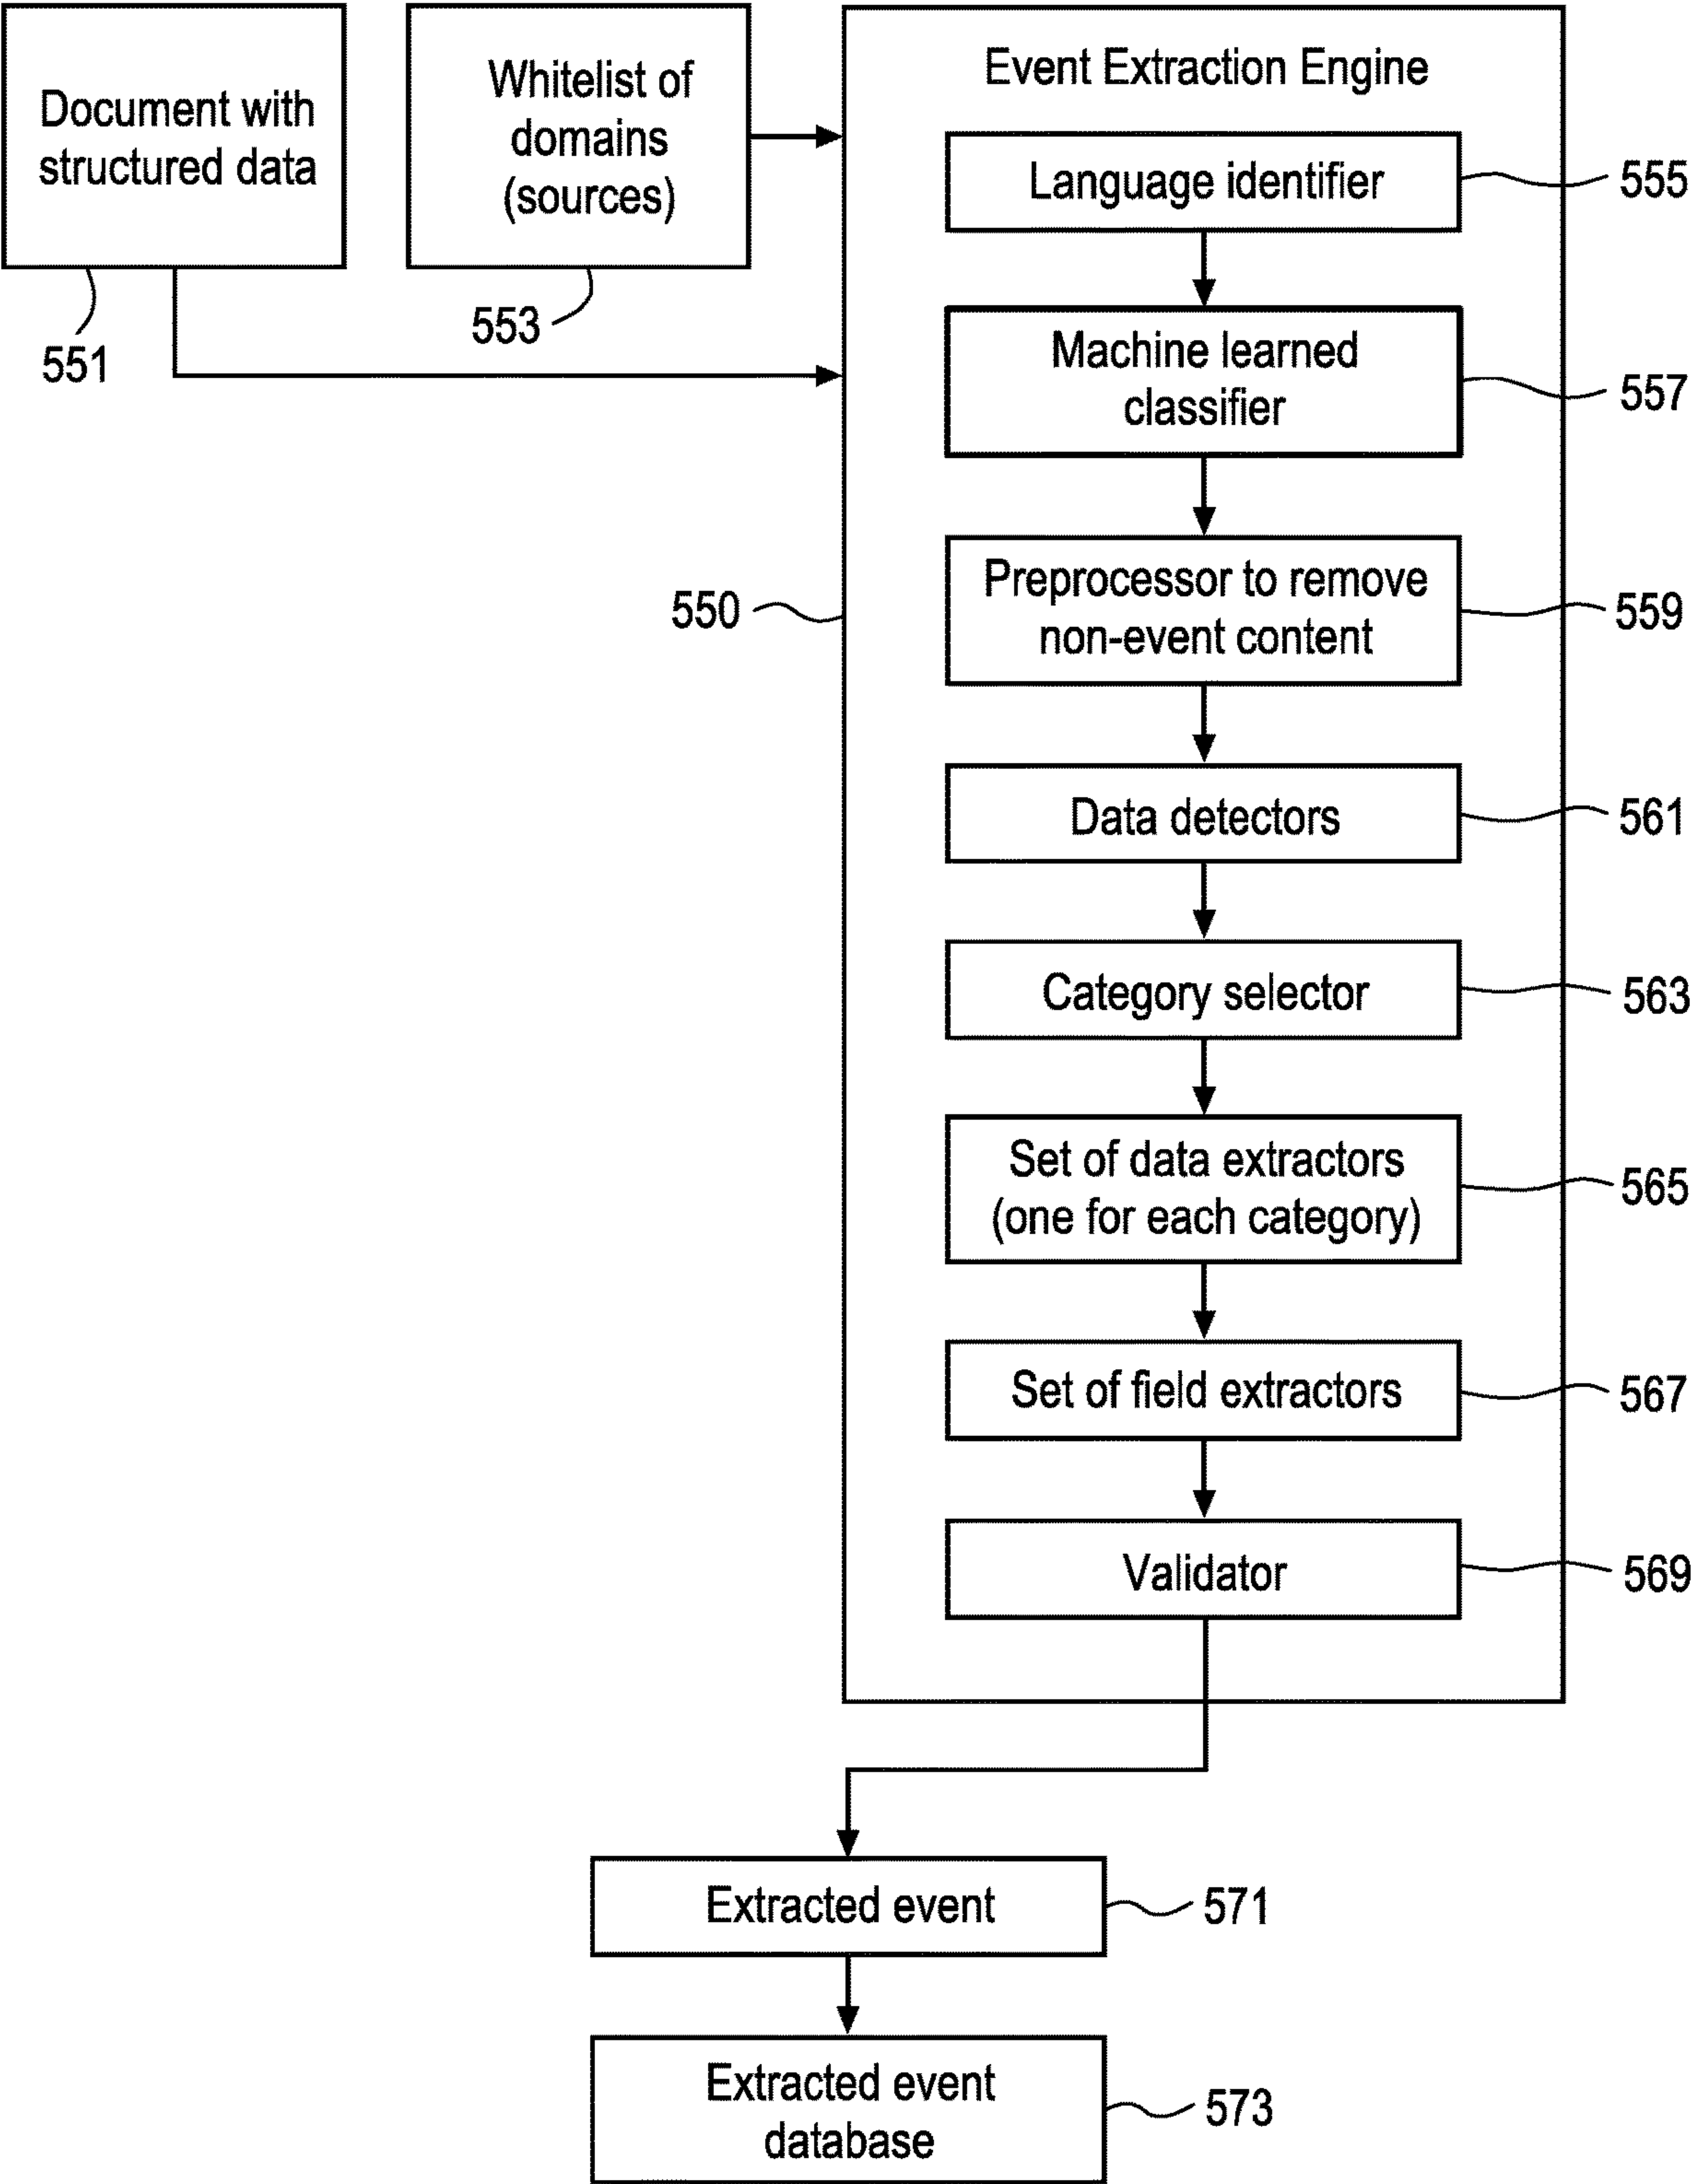 Document with
structured data
551
Whitelist of
domains
(sources)
553
Event Extraction Engine
550
Language identifier
555
Machine learned
classifier
557
Preprocessor to remove
non-event content
559
Data detectors
561
Category selector
563
Set of data extractors
(one for each category)
565
Set of field extractors
567
Validator
569
Extracted event
571
Extracted event
database
573